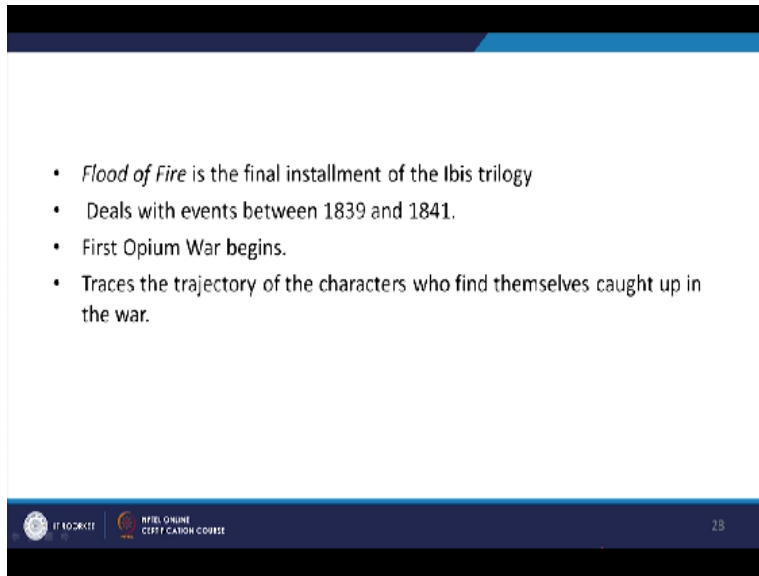 • Flood of Fire is the final installment of the Ibis trilogy
• Deals with events between 1839 and 1841.
• First Opium War begins.
• Traces the trajectory of the characters who find themselves caught up in
the war.
IIT ROORKEE
NPTEL ONLINE
CERTIFICATION COURSE
28